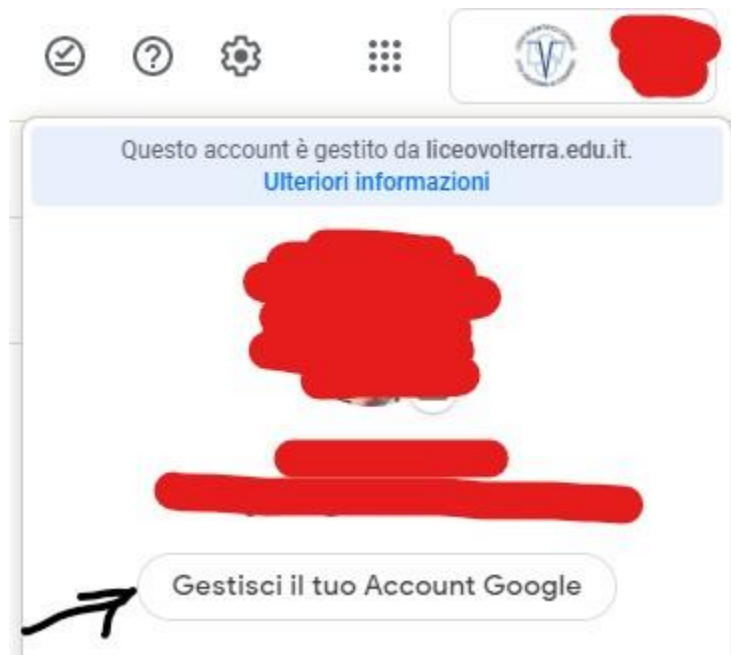 Questo account è gestito da liceovolterra.edu.it.
Ulteriori informazioni
Gestisci il tuo Account Google